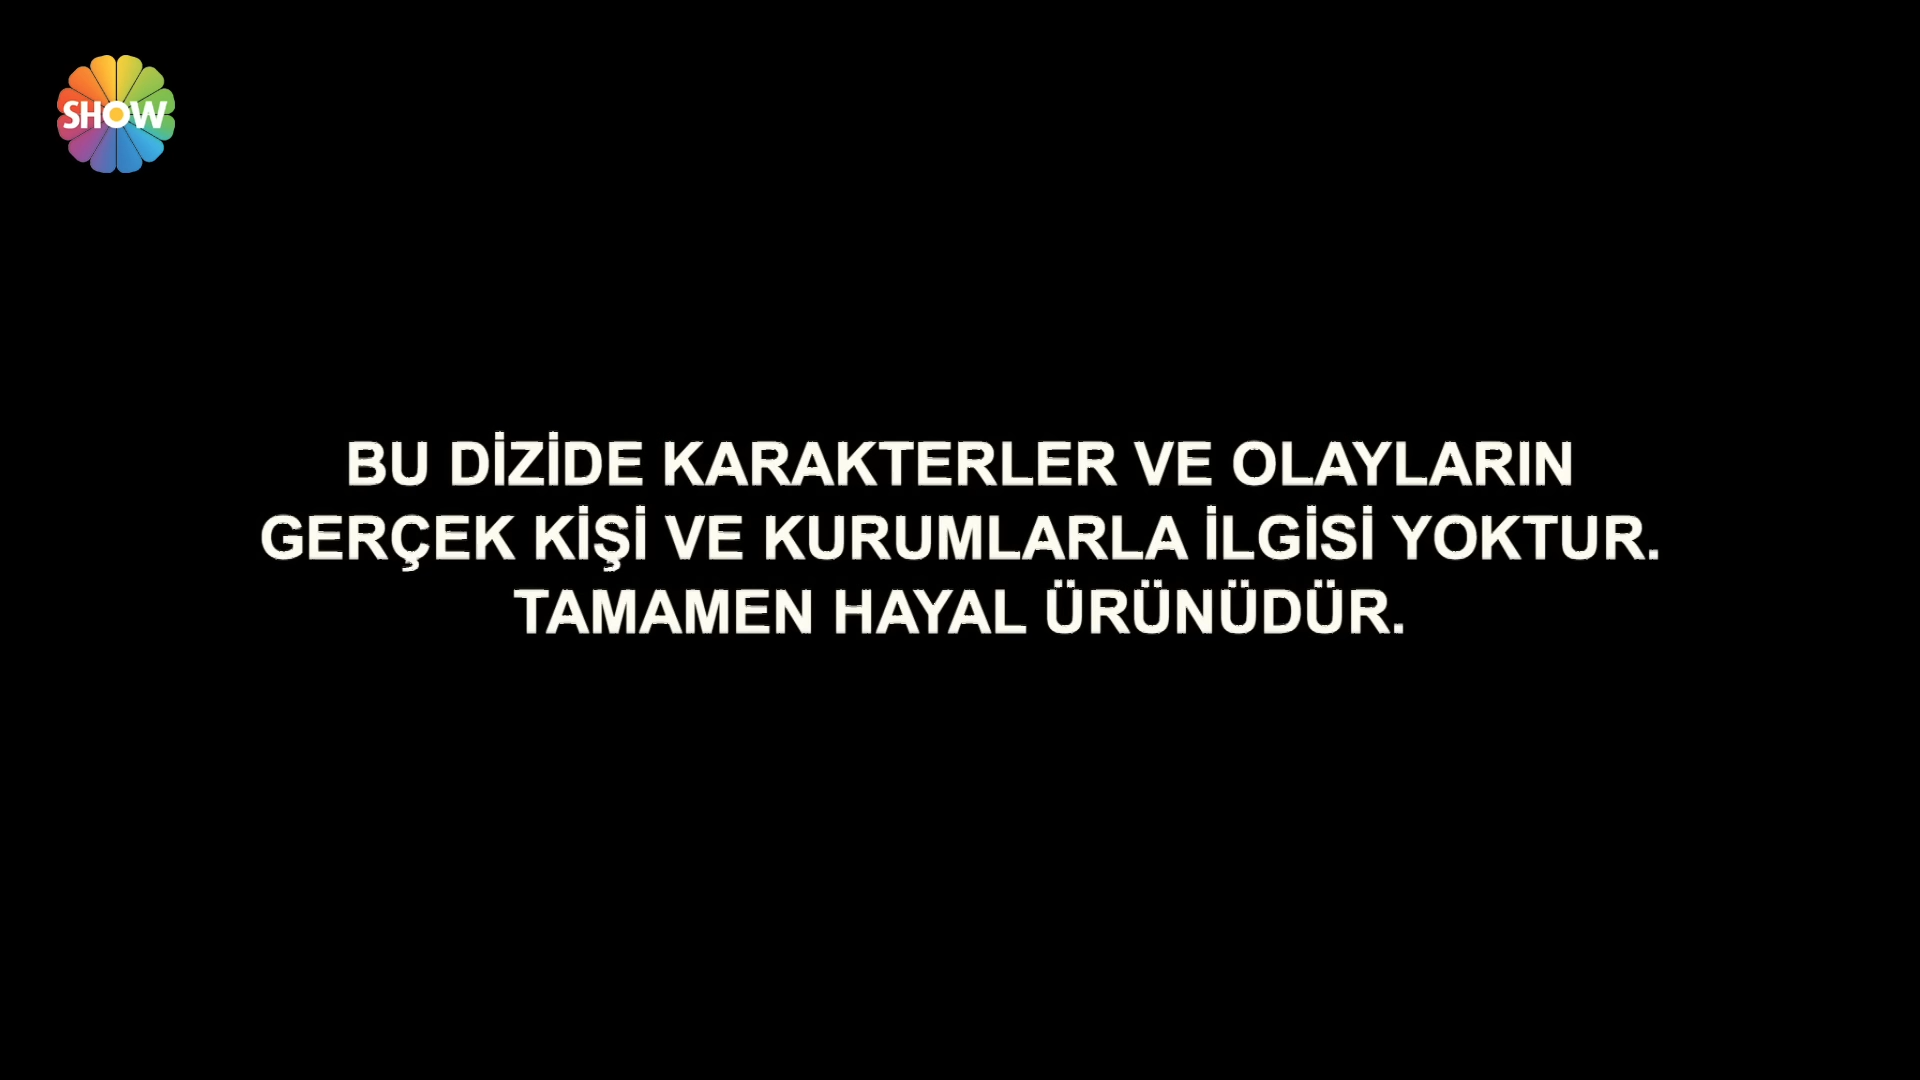 SHOW
BU DİZİDE KARAKTERLER VE OLAYLARIN
GERÇEK KİŞİ VE KURUMLARLA İLGİSİ YOKTUR.
TAMAMEN HAYAL ÜRÜNÜDÜR.